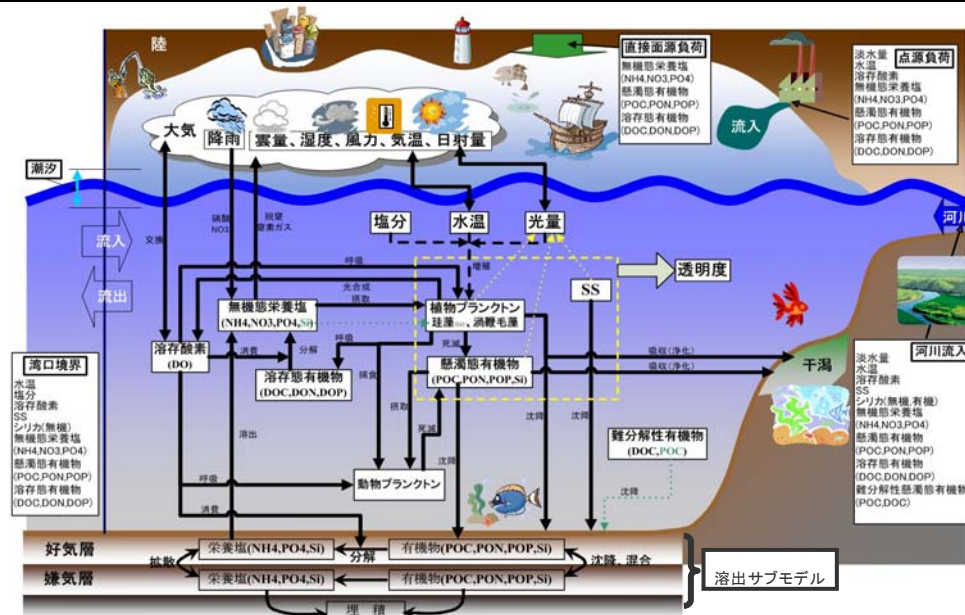 陸
直接面源負荷
無機態栄養塩
(NH4,NO3,PO4)
懸濁態有機物
(POC,PON,POP)
溶存態有機物
(DOC,DON,DOP)
点源負荷
淡水量
水温
溶存酸素
無機態栄養塩
(NH4,NO3,PO4)
懸濁態有機物
(POC,PON,POP)
溶存態有機物
(DOC,DON,DOP)
流入
大気
降雨
雲量、湿度、風力、気温、日射量
潮汐
流入
流出
交換
硝酸
NO3
脱窒
窒素ガス
塩分
水温
光量
増殖
透明度
SS
河川
呼吸
光合成
摂取
無機態栄養塩
(NH4,NO3,PO4,Si)
植物プランクトン
珪藻(Si)、渦鞭毛藻
溶存酸素
(DO)
消費
分解
呼吸
死滅
溶存態有機物
(DOC,DON,DOP)
捕食
懸濁態有機物
(POC,PON,POP,Si)
吸収(浄化)
吸収(浄化)
干潟
湾口境界
水温
塩分
溶存酸素
SS
シリカ(無機)
無機態栄養塩
(NH4,NO3,PO4)
懸濁態有機物
(POC,PON,POP)
溶存態有機物
(DOC,DON,DOP)
河川流入
淡水量
水温
溶存酸素
SS
シリカ(無機,有機)
無機態栄養塩
(NH4,NO3,PO4)
懸濁態有機物
(POC,PON,POP)
溶存態有機物
(DOC,DON,DOP)
難分解性懸濁態有機物
(POC,DOC)
溶出
摂取
死滅
沈降
沈降
沈降
難分解性有機物
(DOC,POC)
沈降
呼吸
動物プランクトン
消費
好気層
栄養塩(NH4,PO4,Si)
分解
有機物(POC,PON,POP,Si)
拡散
沈降、混合
嫌気層
栄養塩(NH4,PO4,Si)
有機物(POC,PON,POP,Si)
埋 積
溶出サブモデル